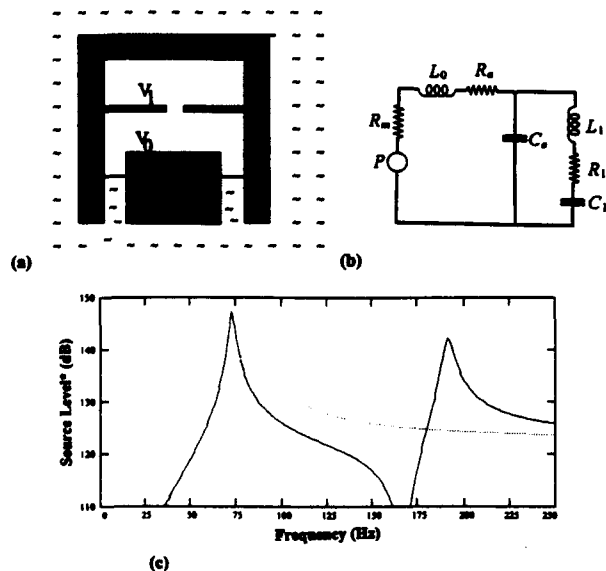 V1
V0
(a)
L0 Ra
Rm
P
Co
L1
R1
C1
(b)
Source Level* (dB)
150
140
130
120
110
0 25 50 75 100 125 150 175 200 225 250
Frequency (Hz)
(c)